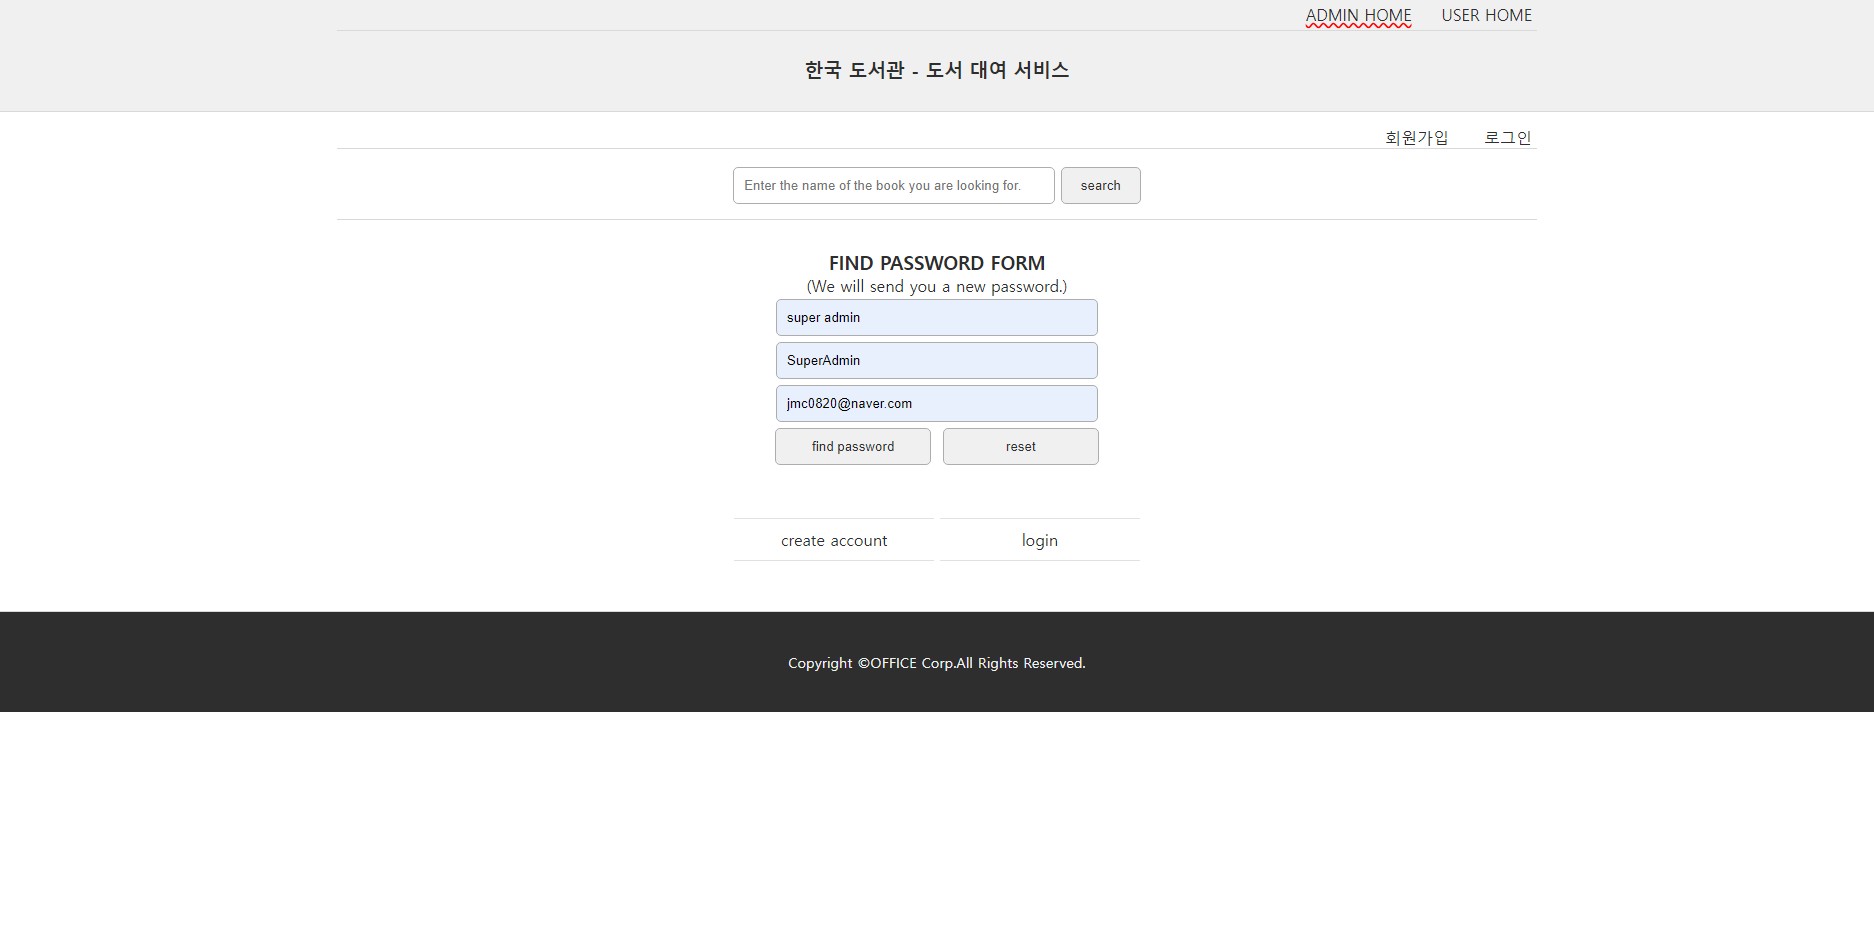 ADMIN HOME USER HOME
한국 도서관 - 도서 대여 서비스
회원가입 로그인
Enter the name of the book you are looking for. search
FIND PASSWORD FORM
(We will send you a new password.)
super admin
SuperAdmin
jmc0820@naver.com
find password reset
create account login
Copyright ©OFFICE Corp.All Rights Reserved.